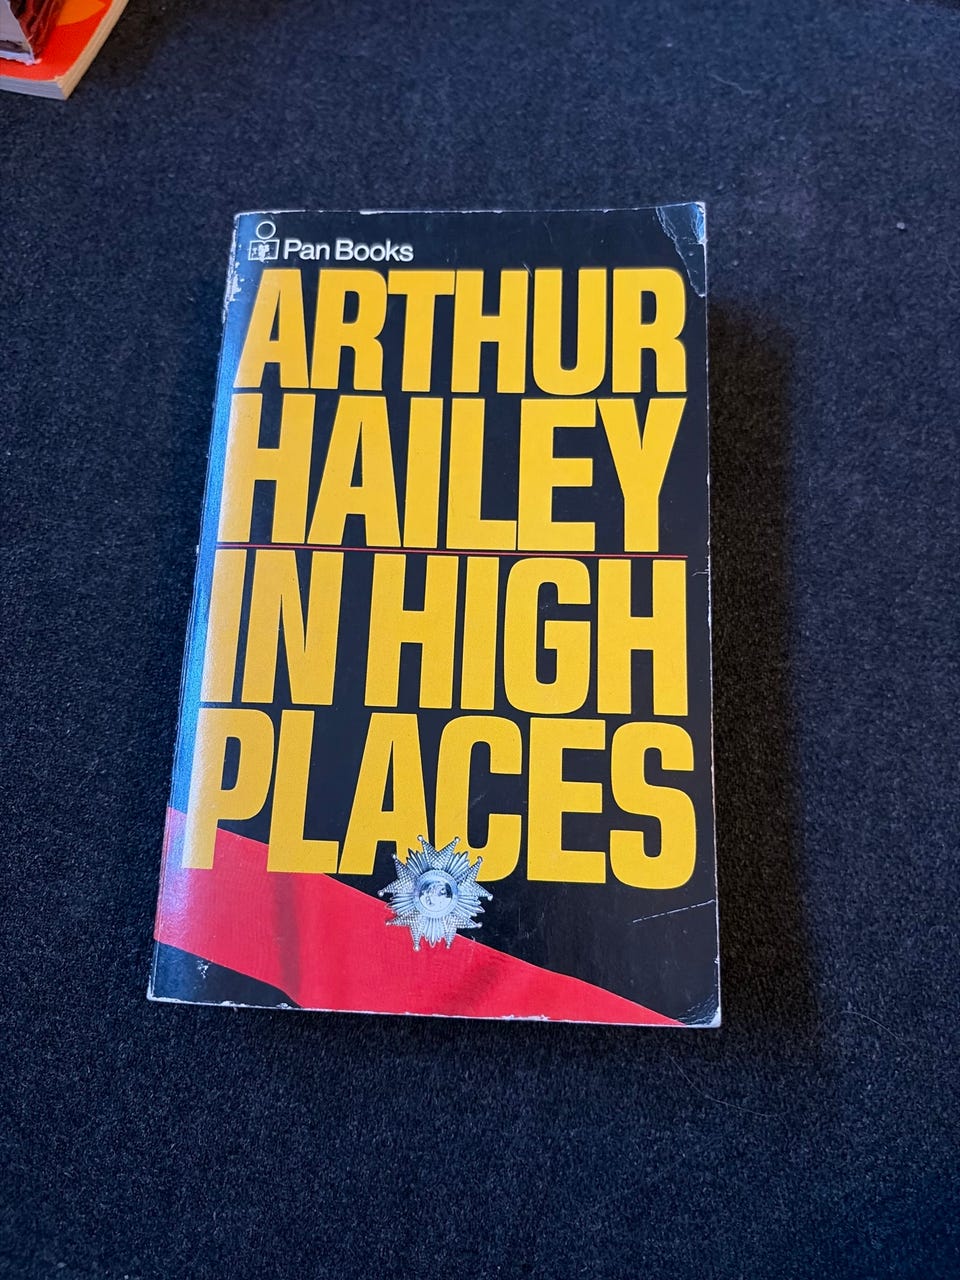 Pan Books
ARTHUR
HAILEY
IN HIGH
PLACES